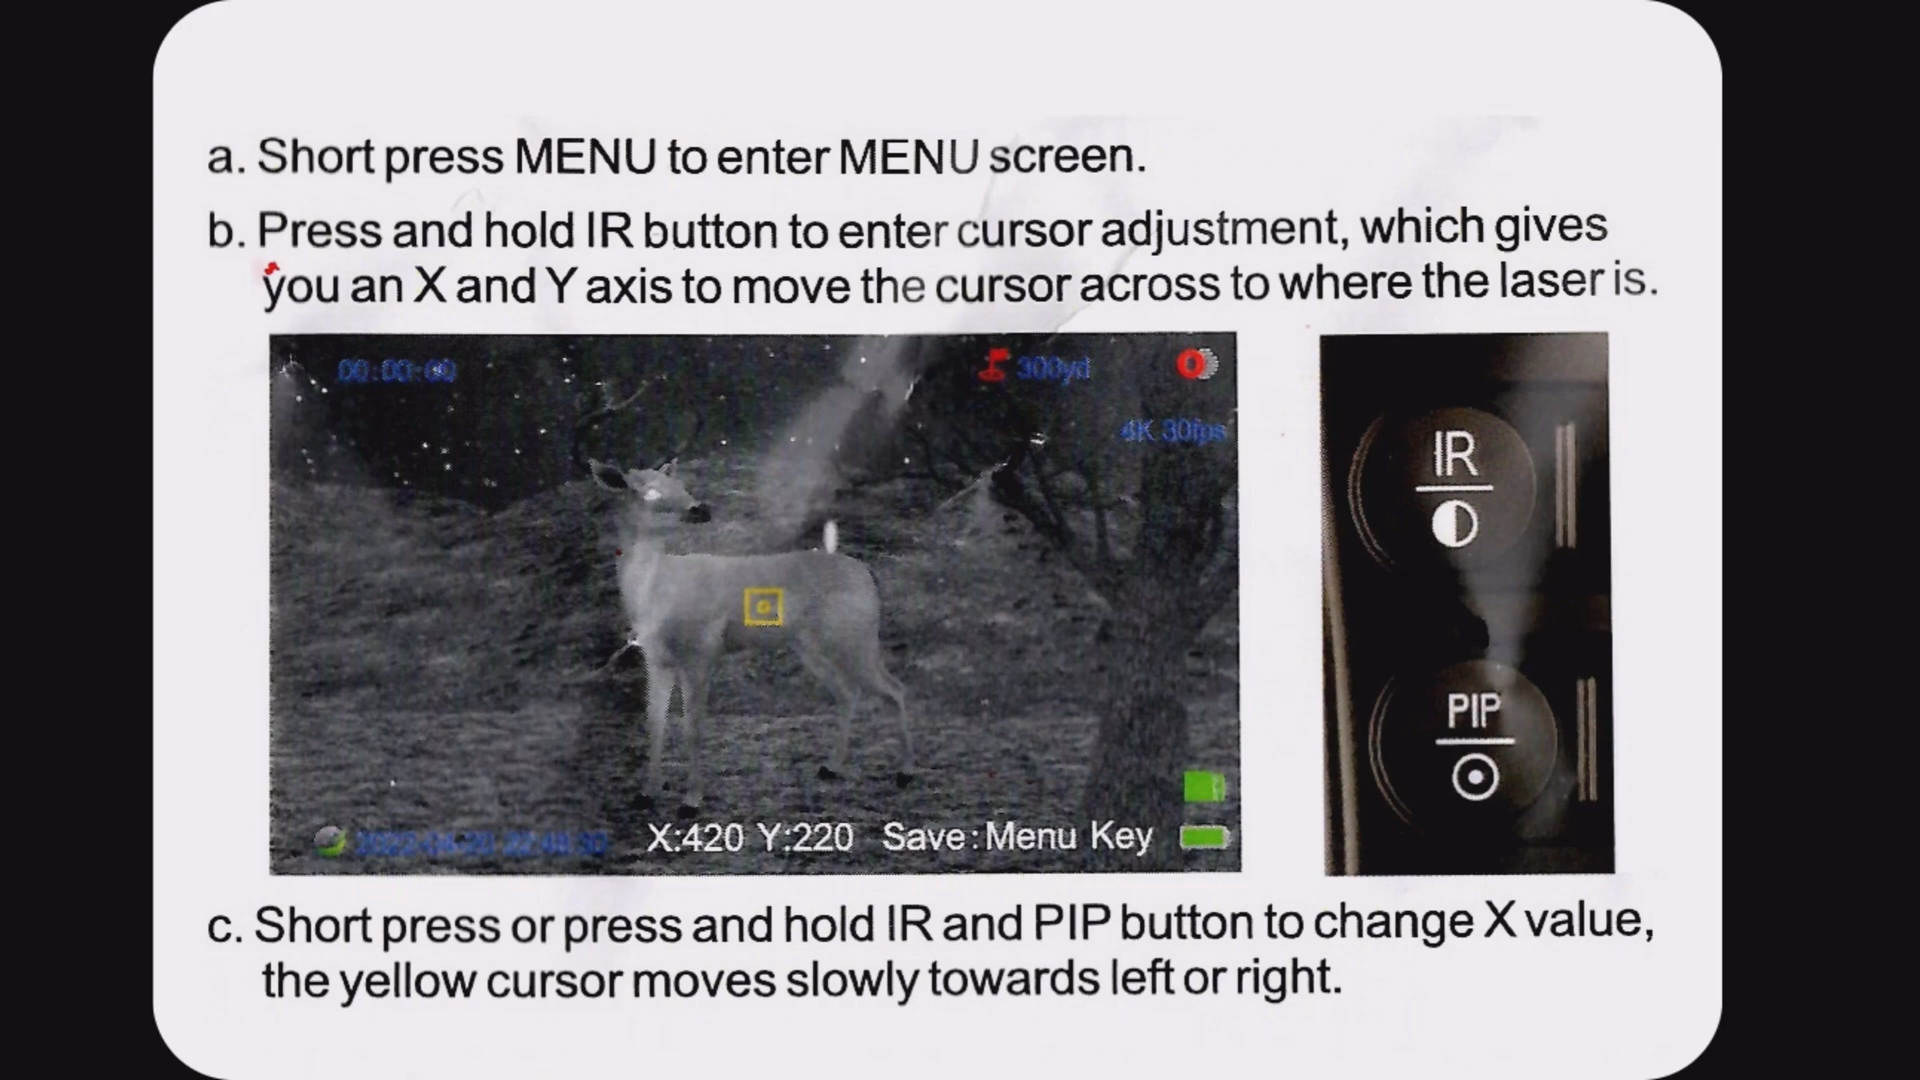 a. Short press MENU to enter MENU screen.
b. Press and hold IR button to enter cursor adjustment, which gives
you an X and Y axis to move the cursor across to where the laser is.
00:00:00
300yd
4K 30fps
IR
PIP
X:420 Y:220 Save:Menu Key
c. Short press or press and hold IR and PIP button to change X value,
the yellow cursor moves slowly towards left or right.